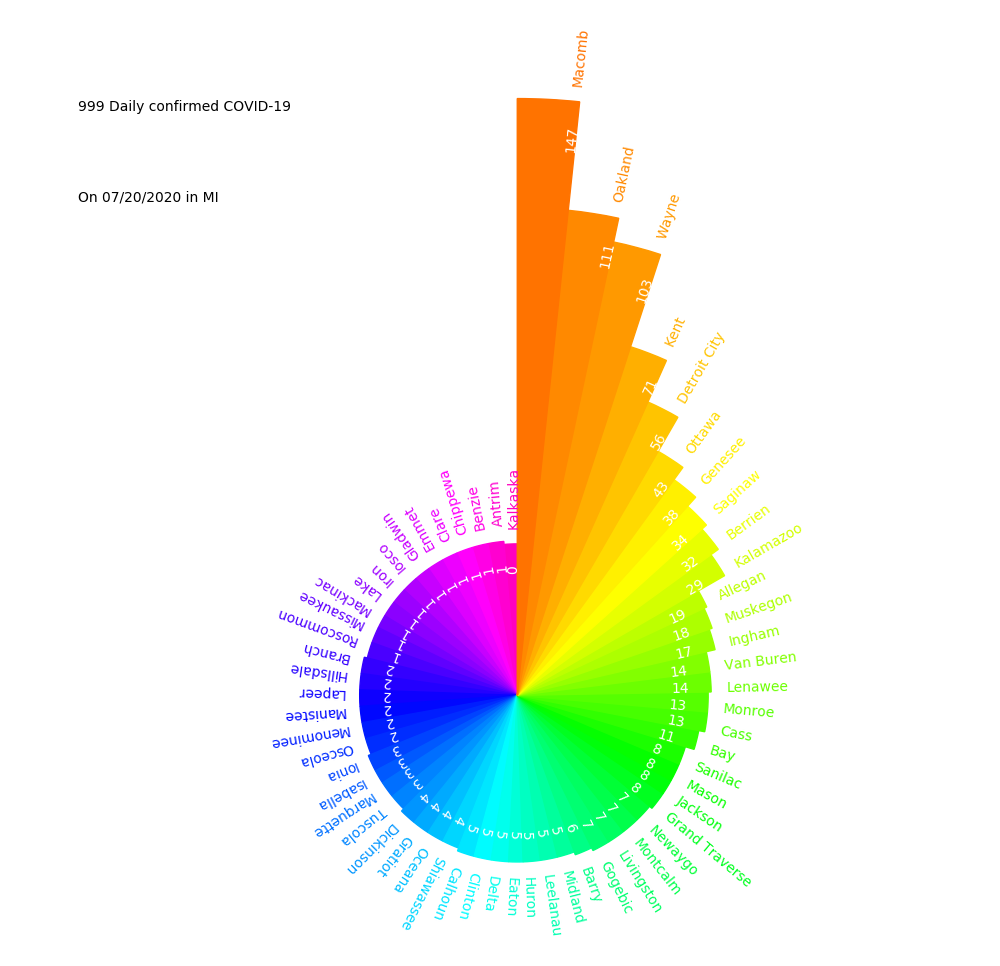 999 Daily confirmed COVID-19
On 07/20/2020 in MI
Macomb
147
Oakland
111
Wayne
103
Kent
71
Detroit City
56
Ottawa
43
Genesee
38
Saginaw
34
Berrien
32
Kalamazoo
29
Allegan
19
Muskegon
18
Ingham
17
Van Buren
14
Lenawee
14
Monroe
13
Cass
13
Bay
11
Sanilac
8
Mason
8
Jackson
8
Grand Traverse
8
Newaygo
7
Montcalm
7
Livingston
7
Gogebic
7
Barry
6
Midland
5
Leelanau
5
Huron
5
Eaton
5
Delta
5
Clinton
5
Calhoun
5
Shiawassee
4
Oceana
4
Gratiot
4
Dickinson
4
Tuscola
3
Marquette
3
Isabella
3
Ionia
3
Osceola
2
Menominee
2
Manistee
2
Lapeer
2
Hillsdale
2
Branch
2
Roscommon
1
Missaukee
1
Mackinac
1
Lake
1
Iron
1
Iosco
1
Gladwin
1
Emmet
1
Clare
1
Chippewa
1
Benzie
1
Antrim
1
Kalkaska
0